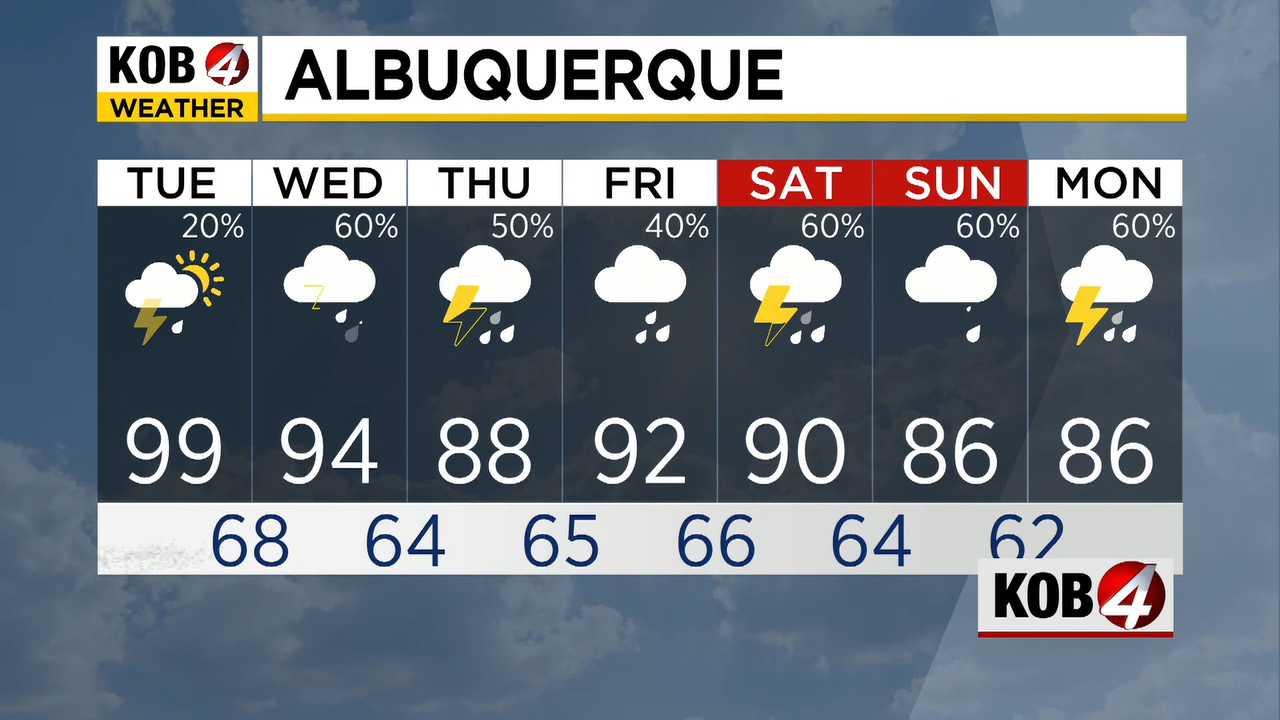 KOB 4
WEATHER
ALBUQUERQUE
TUE WED THU FRI SAT SUN MON
20% 60% 50% 40% 60% 60% 60%
99 94 88 92 90 86 86
68 64 65 66 64 62
KOB 4